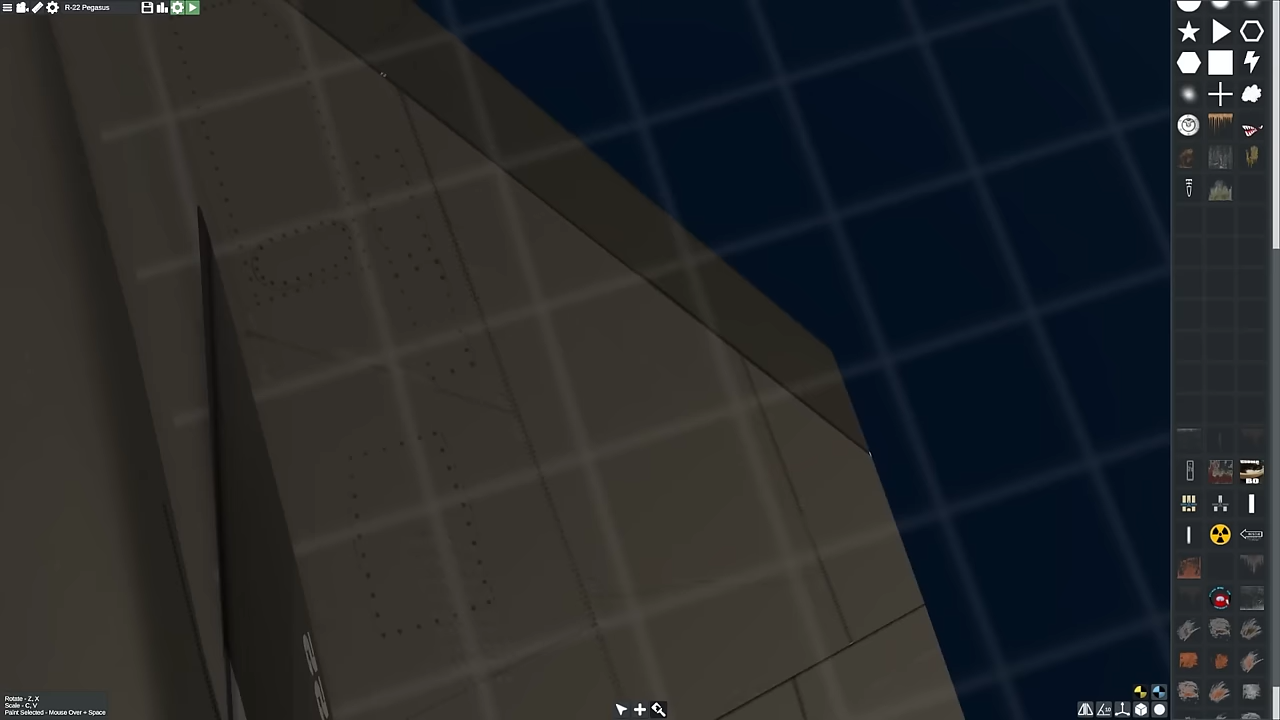 R-22 Pegasus
Rotate - Z, X
Scale - C, V
Paint Selected - Mouse Over + Space